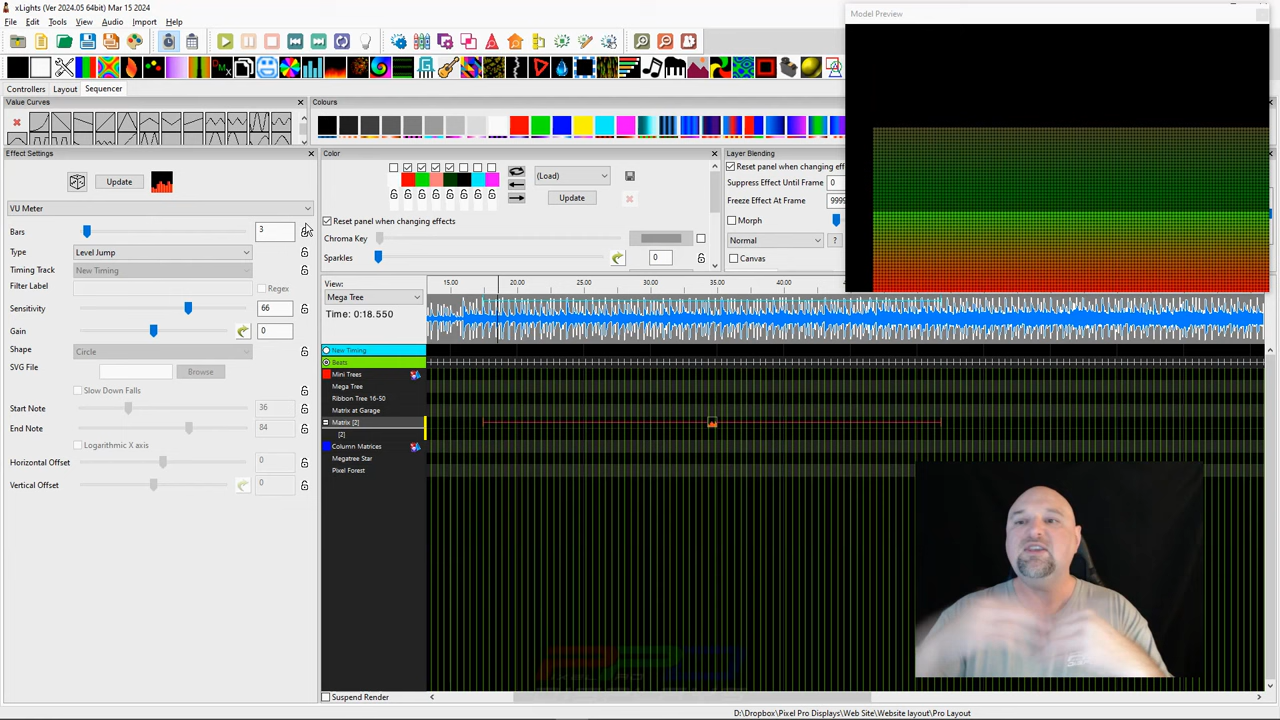 xLights (Ver 2024.05 64bit) Mar 15 2024
File Edit Tools View Audio Import Help
Model Preview
Controllers Layout Sequencer
Value Curves
Colours
Effect Settings
Color
Layer Blending
Update
(Load)
Update
Reset panel when changing effects
Chroma Key
Sparkles
0
Reset panel when changing eff
Suppress Effect Until Frame 0
Freeze Effect At Frame 9999
Morph
Normal ?
Canvas
VU Meter
Bars 3
Type Level Jump
Timing Track New Timing
Filter Label Regex
Sensitivity 66
Gain 0
Shape Circle
SVG File Browse
Slow Down Falls
Start Note 36
End Note 84
Logarithmic X axis
Horizontal Offset 0
Vertical Offset 0
View:
Mega Tree
Time: 0:18.550
15.00 20.00 25.00 30.00 35.00 40.00
New Timing
Beats
Mini Trees
Mega Tree
Ribbon Tree 16-50
Matrix at Garage
Matrix [2]
[2]
Column Matrices
Megatree Star
Pixel Forest
Suspend Render
D:\Dropbox\Pixel Pro Displays\Web Site\Website layout\Pro Layout